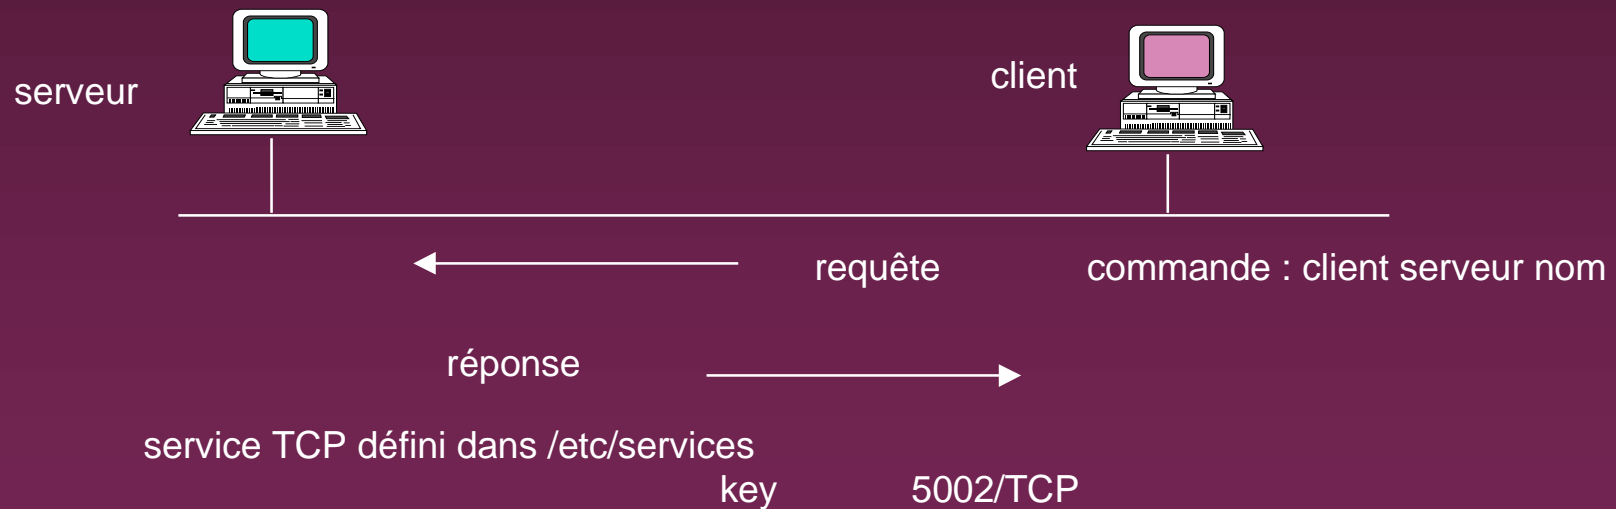 serveur
client
requête
commande : client serveur nom
réponse
service TCP défini dans /etc/services
key 5002/TCP